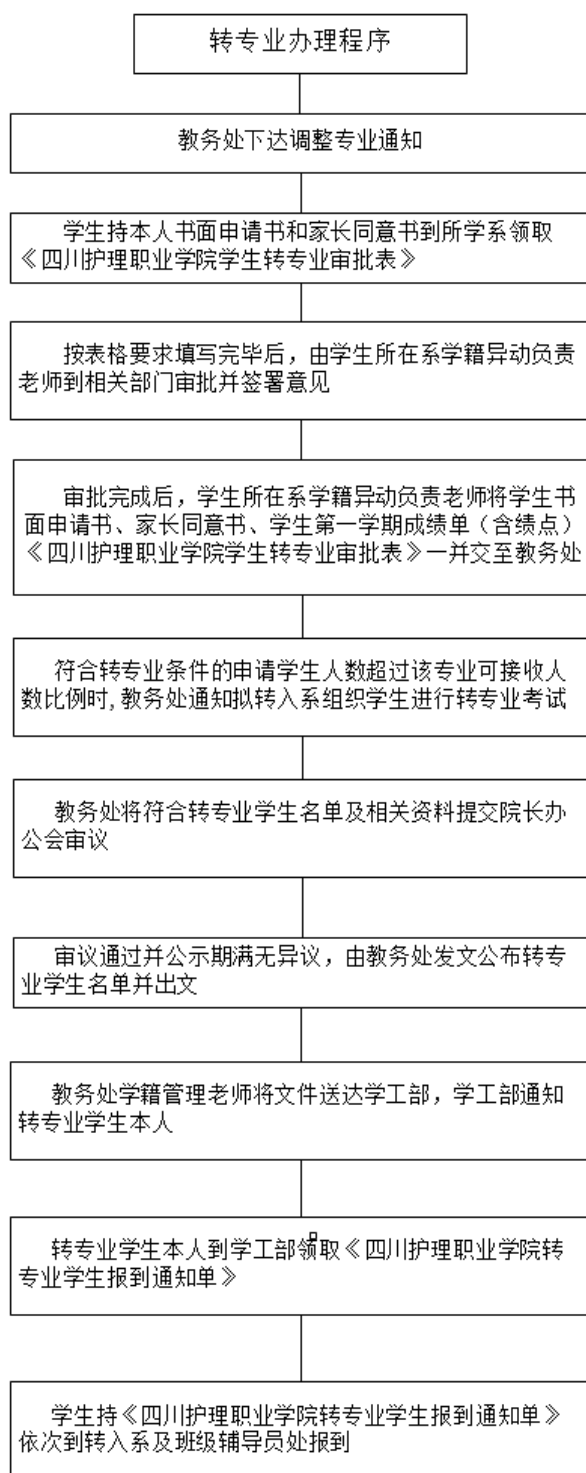 转专业办理程序
教务处下达调整专业通知
学生持本人书面申请书和家长同意书到所学系领取
《四川护理职业学院学生转专业审批表》
按表格要求填写完毕后，由学生所在系学籍异动负责
老师到相关部门审批并签署意见
审批完成后，学生所在系学籍异动负责老师将学生书
面申请书、家长同意书、学生第一学期成绩单（含绩点）
《四川护理职业学院学生转专业审批表》一并交至教务处
符合转专业条件的申请学生人数超过该专业可接收人
数比例时,教务处通知拟转入系组织学生进行转专业考试
教务处将符合转专业学生名单及相关资料提交院长办
公会审议
审议通过并公示期满无异议，由教务处发文公布转专
业学生名单并出文
教务处学籍管理老师将文件送达学工部，学工部通知
转专业学生本人
转专业学生本人到学工部领取《四川护理职业学院转
专业学生报到通知单》
学生持《四川护理职业学院转专业学生报到通知单》
依次到转入系及班级辅导员处报到